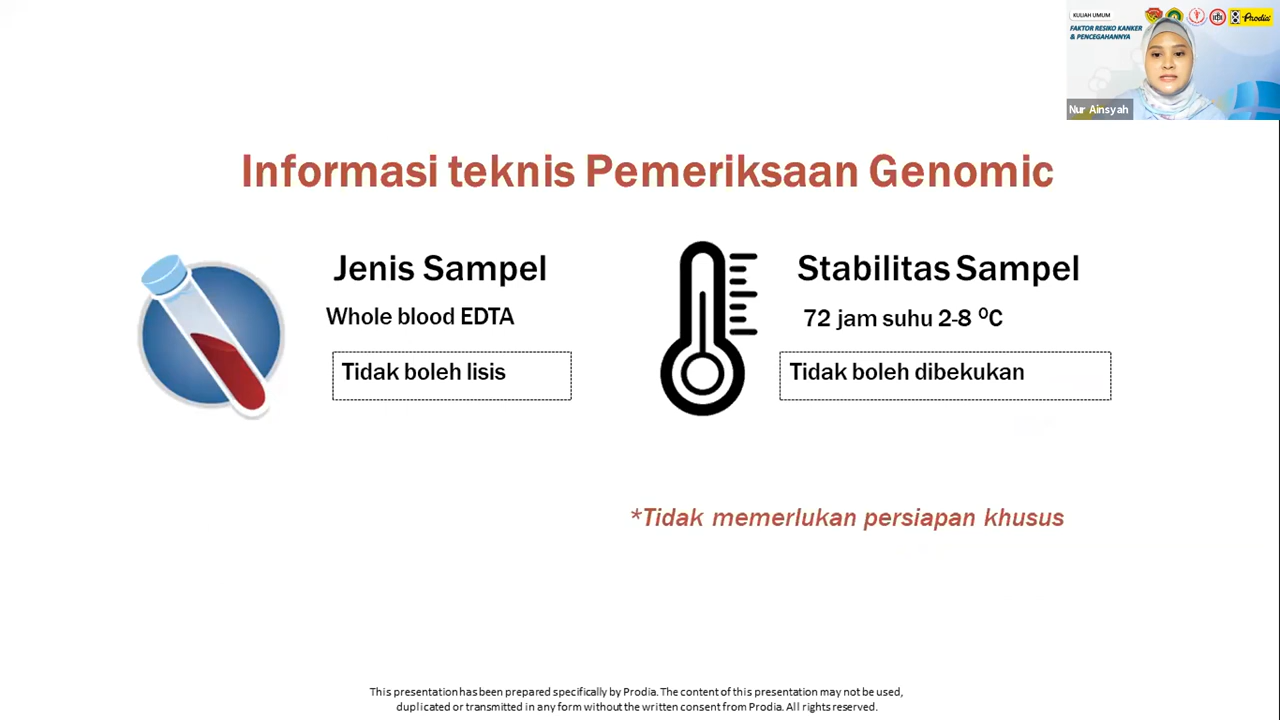 KULIAH UMUM
FAKTOR RESIKO KANKER
& PENCEGAHANNYA
IBI
Prodia
Nur Ainsyah
Informasi teknis Pemeriksaan Genomic
Jenis Sampel
Whole blood EDTA
Tidak boleh lisis
Stabilitas Sampel
72 jam suhu 2-8 ⁰C
Tidak boleh dibekukan
*Tidak memerlukan persiapan khusus
This presentation has been prepared specifically by Prodia. The content of this presentation may not be used,
duplicated or transmitted in any form without the written consent from Prodia. All rights reserved.